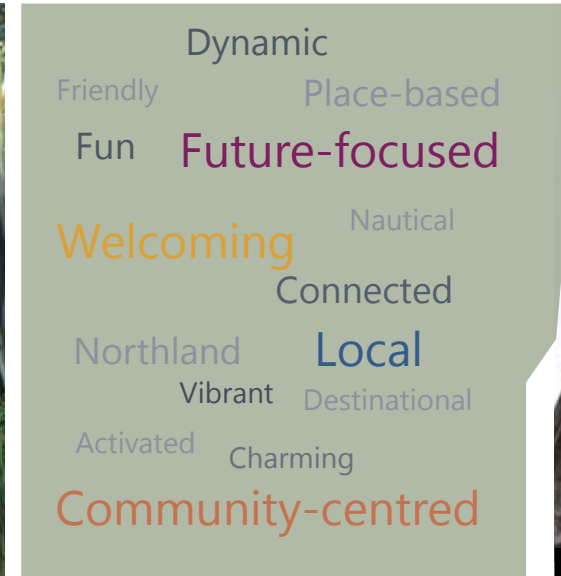 Dynamic
Friendly Place-based
Fun Future-focused
Nautical
Welcoming
Connected
Northland Local
Vibrant Destinational
Activated
Charming
Community-centred